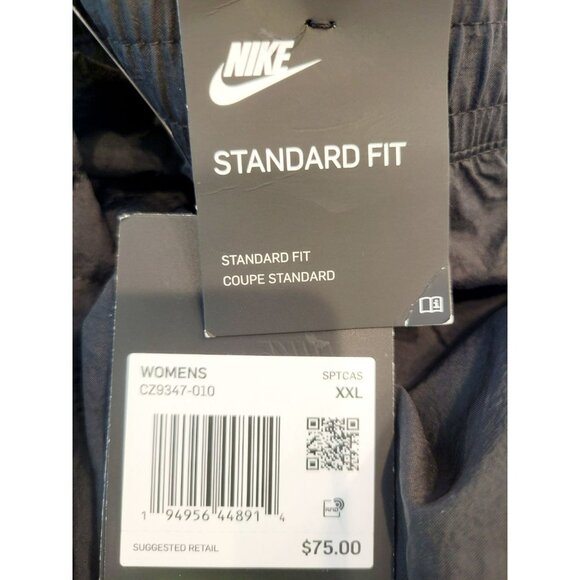 NIKE
STANDARD FIT
STANDARD FIT
COUPE STANDARD
WOMENS
SPTCAS
CZ9347-010
XXL
1 94956 44891 4
SUGGESTED RETAIL
$75.00